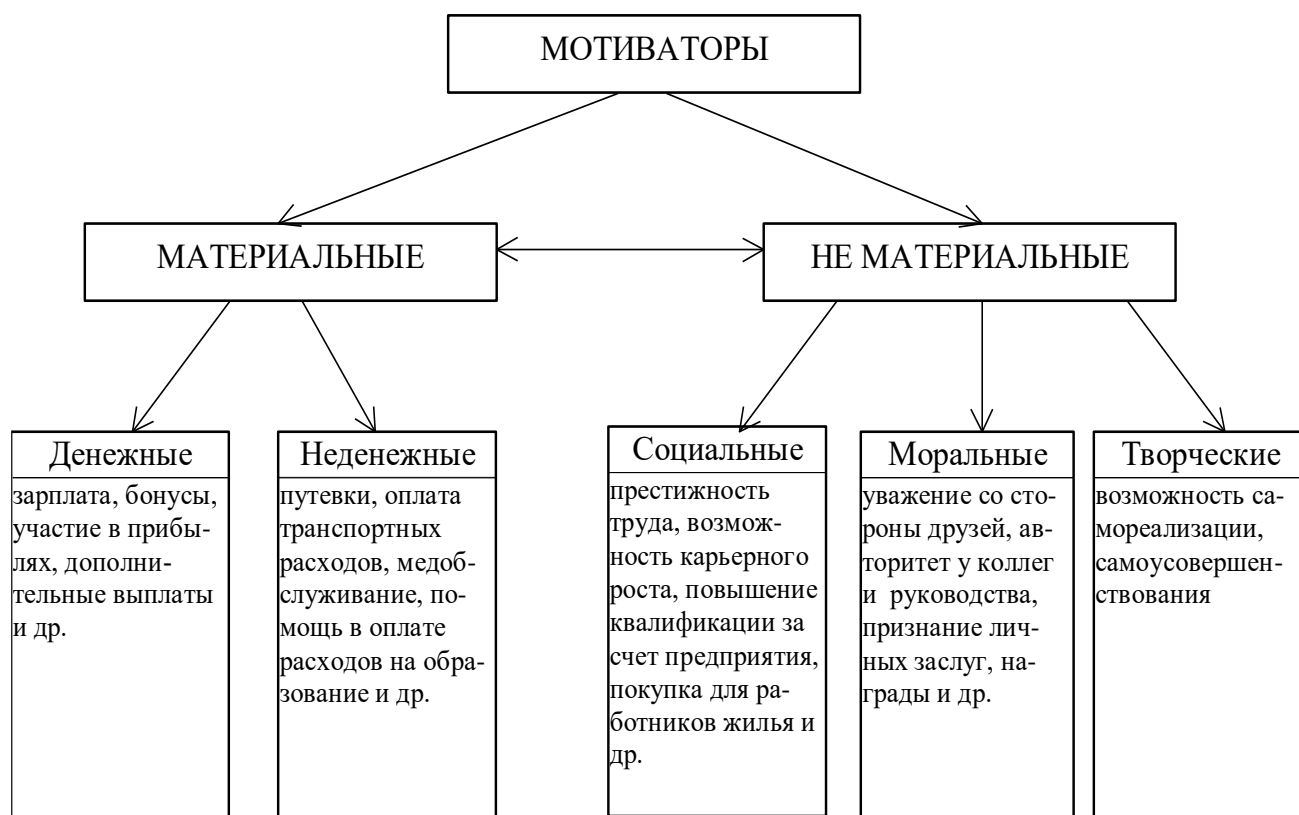 МОТИВАТОРЫ
МАТЕРИАЛЬНЫЕ
НЕ МАТЕРИАЛЬНЫЕ
Денежные
зарплата, бонусы,
участие в прибы-
лях, дополни-
тельные выплаты
и др.
Неденежные
путевки, оплата
транспортных
расходов, медоб-
служивание, по-
мощь в оплате
расходов на обра-
зование и др.
Социальные
престижность
труда, возмож-
ность карьерного
роста, повышение
квалификации за
счет предприятия,
покупка для ра-
ботников жилья и
др.
Моральные
уважение со сто-
роны друзей, ав-
торитет у коллег
и руководства,
признание лич-
ных заслуг, на-
грады и др.
Творческие
возможность са-
мореализации,
самоусовершен-
ствования